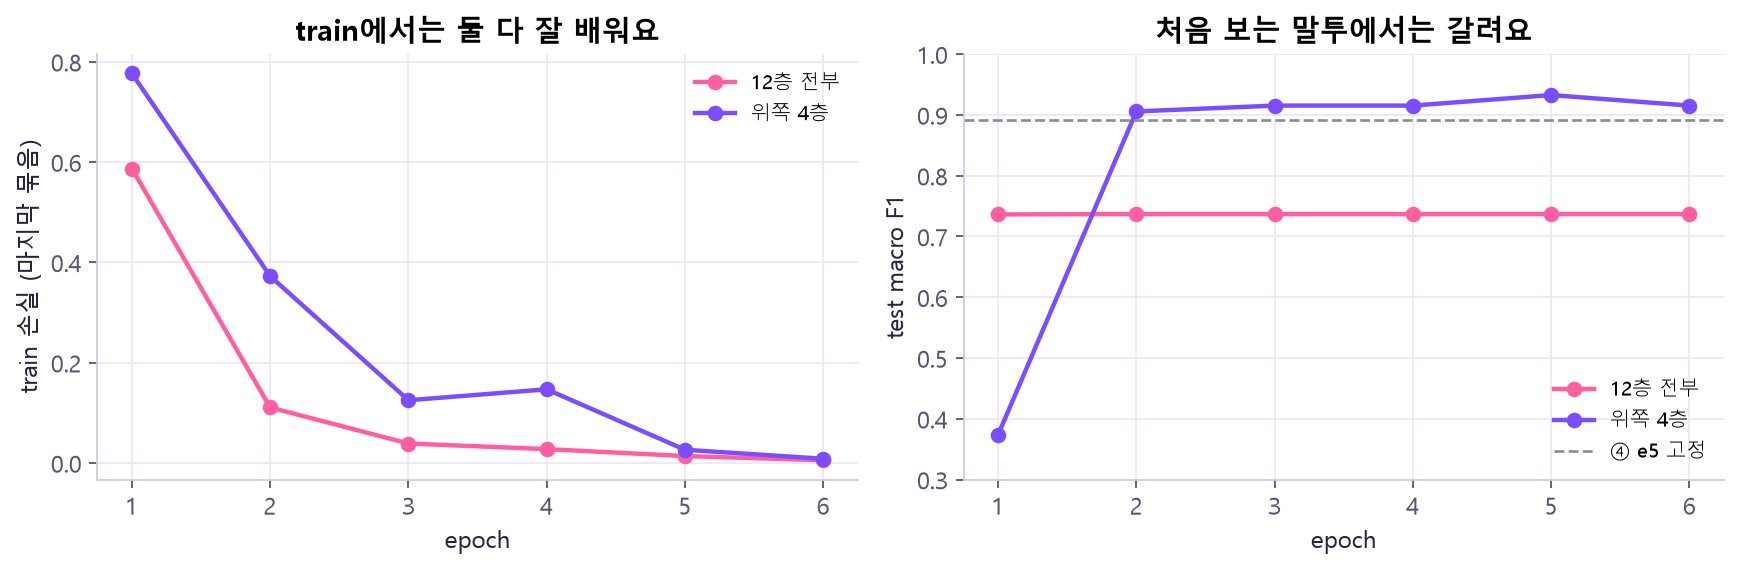 train에서는 둘 다 잘 배워요
train 손실 (마지막 묶음)
0.8
0.6
0.4
0.2
0.0
12층 전부
위쪽 4층
1 2 3 4 5 6
epoch
처음 보는 말투에서는 갈려요
test macro F1
1.0
0.9
0.8
0.7
0.6
0.5
0.4
0.3
12층 전부
위쪽 4층
④ e5 고정
1 2 3 4 5 6
epoch